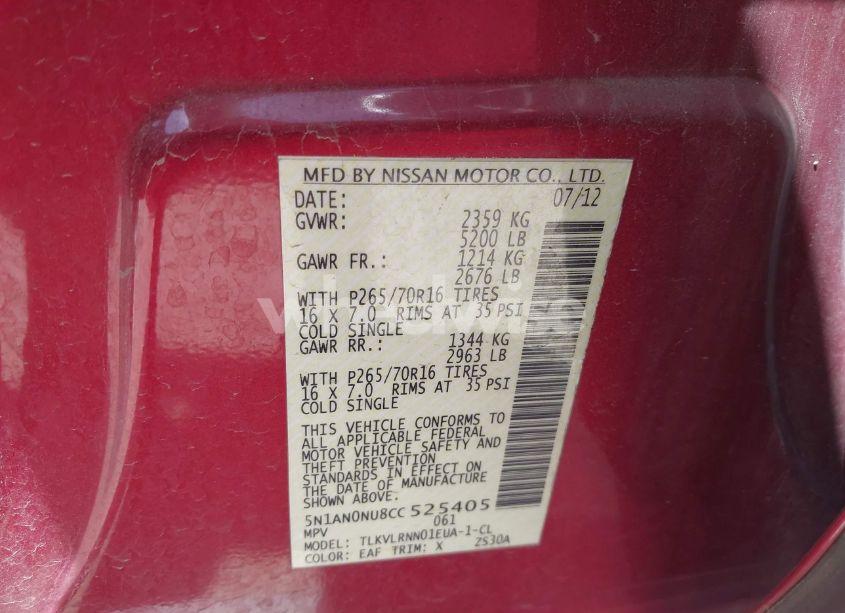 MFD BY NISSAN MOTOR CO., LTD.
DATE: 07/12
GVWR: 2359 KG
5200 LB
GAWR FR.: 1214 KG
2676 LB
WITH P265/70R16 TIRES
16 X 7.0 RIMS AT 35 PSI
COLD SINGLE
GAWR RR.: 1344 KG
2963 LB
WITH P265/70R16 TIRES
16 X 7.0 RIMS AT 35 PSI
COLD SINGLE
THIS VEHICLE CONFORMS TO
ALL APPLICABLE FEDERAL
MOTOR VEHICLE SAFETY AND
THEFT PREVENTION
STANDARDS IN EFFECT ON
THE DATE OF MANUFACTURE
SHOWN ABOVE.
5N1AN0NU8CC525405
MPV 061
MODEL: TLKVLRNN01EUA-1-CL
COLOR: EAF TRIM: X 2S30A